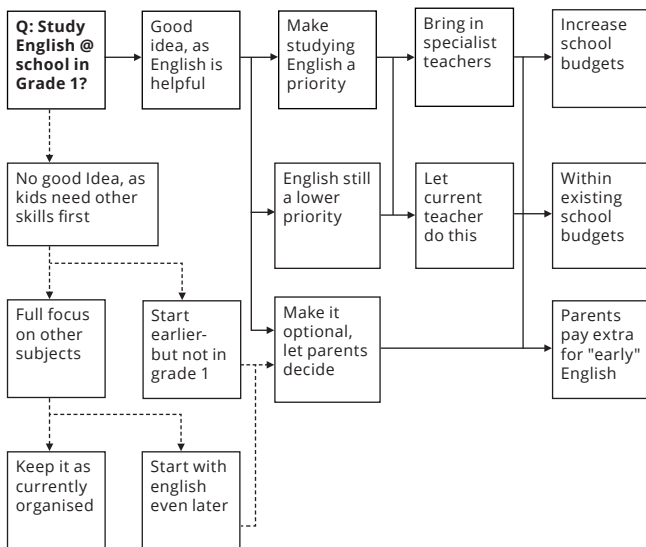 Q: Study
English @
school in
Grade 1?
Good
idea, as
English is
helpful
Make
studying
English a
priority
Bring in
specialist
teachers
Increase
school
budgets
No good Idea, as
kids need other
skills first
English still
a lower
priority
Let
current
teacher
do this
Within
existing
school
budgets
Full focus
on other
subjects
Start
earlier-
but not in
grade 1
Make it
optional,
let parents
decide
Parents
pay extra
for "early"
English
Keep it as
currently
organised
Start with
english
even later